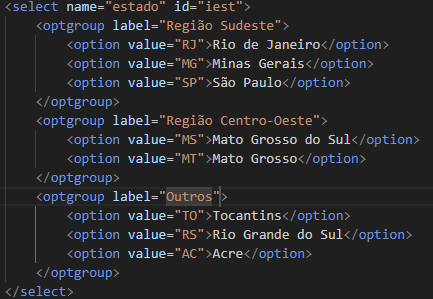 <select name="estado" id="iest">
<optgroup label="Região Sudeste">
<option value="RJ">Rio de Janeiro</option>
<option value="MG">Minas Gerais</option>
<option value="SP">São Paulo</option>
</optgroup>
<optgroup label="Região Centro-Oeste">
<option value="MS">Mato Grosso do Sul</option>
<option value="MT">Mato Grosso</option>
</optgroup>
<optgroup label="Outros">
<option value="TO">Tocantins</option>
<option value="RS">Rio Grande do Sul</option>
<option value="AC">Acre</option>
</optgroup>
</select>